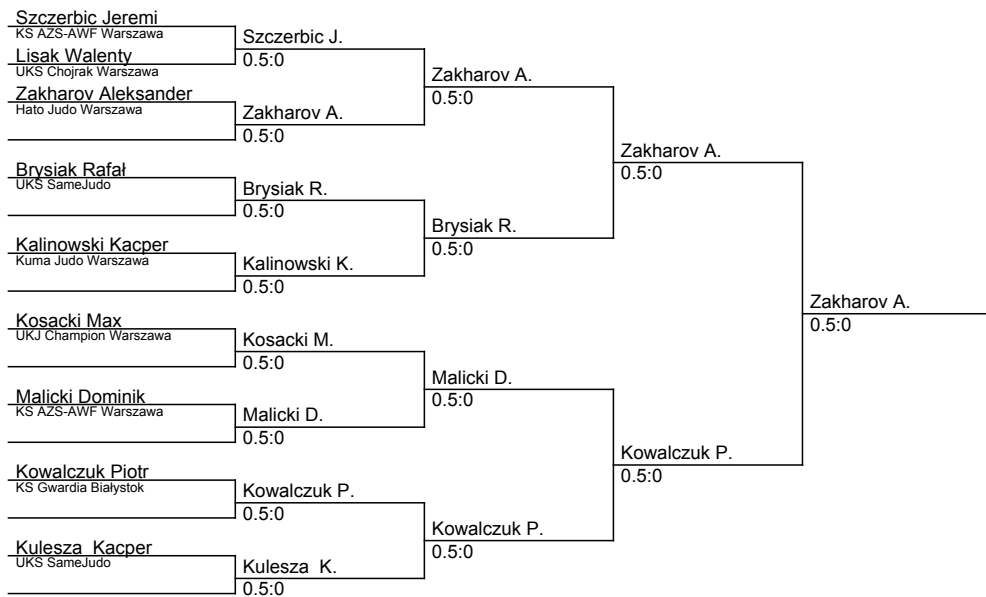 Szczerbic Jeremi
KS AZS-AWF Warszawa
Szczerbic J.
0.5:0
Lisak Walenty
UKS Chojrak Warszawa
Zakharov A.
0.5:0
Zakharov Aleksander
Hato Judo Warszawa
Zakharov A.
0.5:0
Zakharov A.
0.5:0
Brysiak Rafał
UKS SameJudo
Brysiak R.
0.5:0
Brysiak R.
0.5:0
Kalinowski Kacper
Kuma Judo Warszawa
Kalinowski K.
0.5:0
Zakharov A.
0.5:0
Kosacki Max
UKJ Champion Warszawa
Kosacki M.
0.5:0
Malicki D.
0.5:0
Malicki Dominik
KS AZS-AWF Warszawa
Malicki D.
0.5:0
Kowalczuk P.
0.5:0
Kowalczuk Piotr
KS Gwardia Białystok
Kowalczuk P.
0.5:0
Kowalczuk P.
0.5:0
Kulesza  Kacper
UKS SameJudo
Kulesza  K.
0.5:0